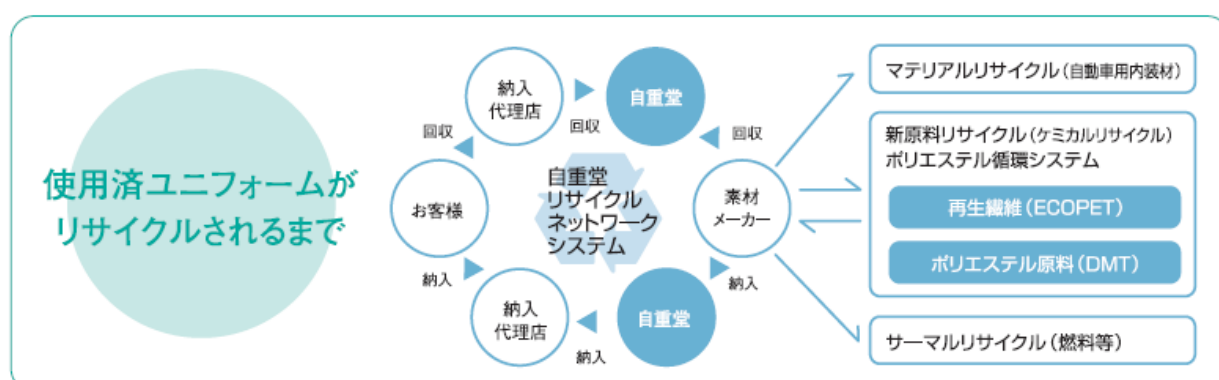 使用済ユニフォームが
リサイクルされるまで
納入
代理店
回収
自重堂
回収
回収
お客様
自重堂
リサイクル
ネットワーク
システム
素材
メーカー
納入
納入
代理店
納入
自重堂
納入
マテリアルリサイクル(自動車用内装材)
新原料リサイクル(ケミカルリサイクル)
ポリエステル循環システム
再生繊維(ECOPET)
ポリエステル原料(DMT)
サーマルリサイクル(燃料等)